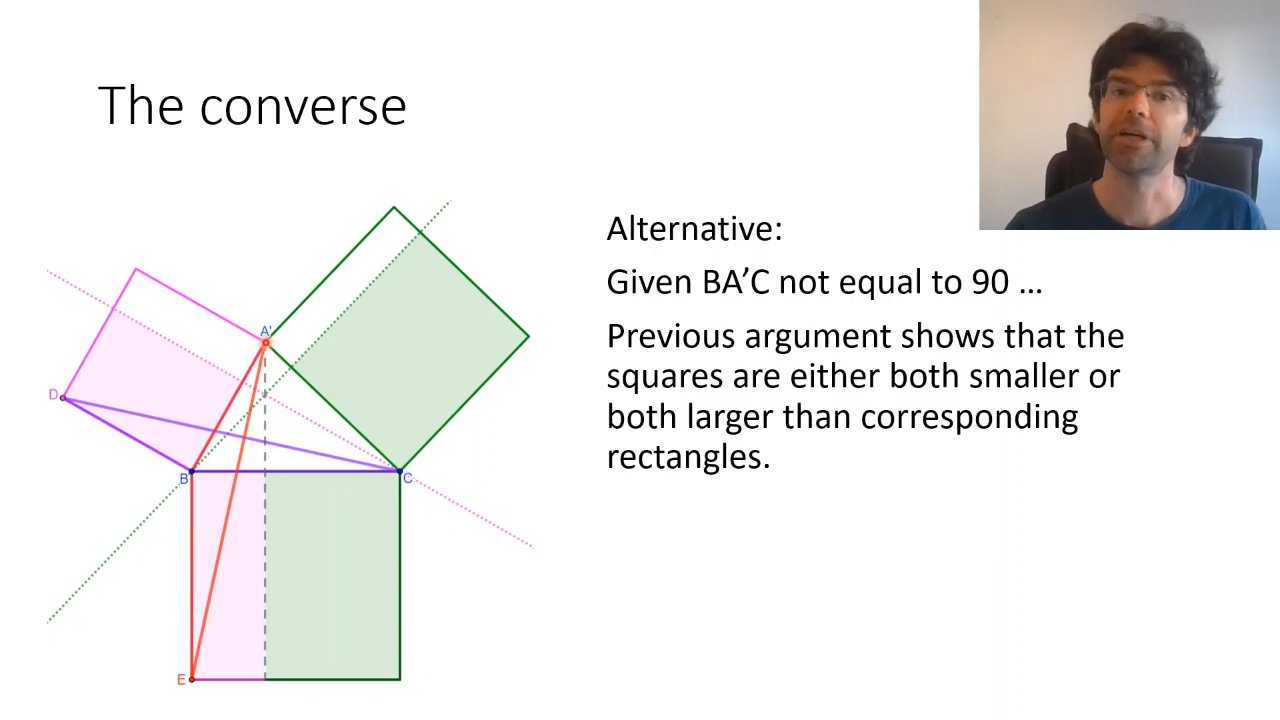 The converse
Alternative:
Given BA’C not equal to 90 …
Previous argument shows that the
squares are either both smaller or
both larger than corresponding
rectangles.
A'
D
B
C
E